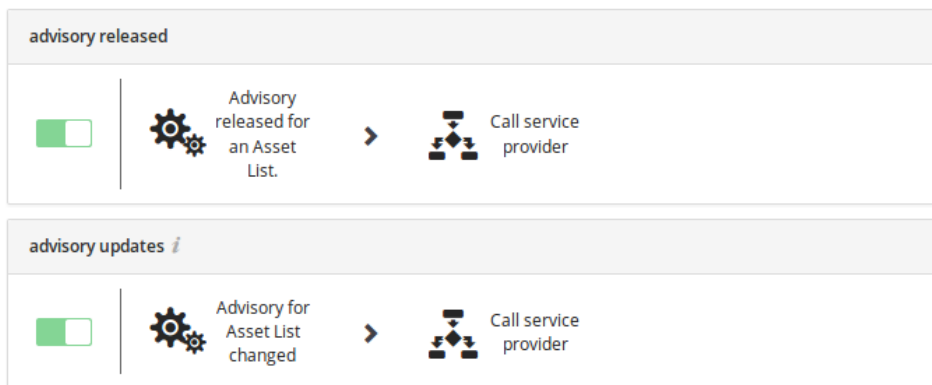 advisory released
Advisory
released for
an Asset
List.
Call service
provider
advisory updates i
Advisory for
Asset List
changed
Call service
provider